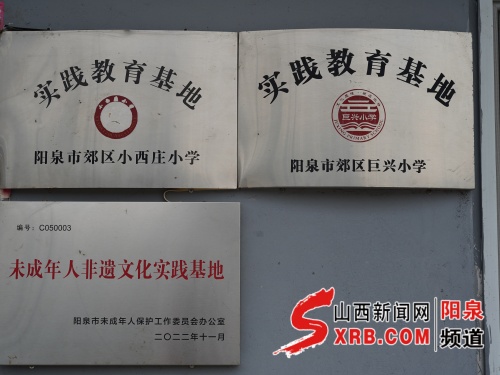 实践教育基地
阳泉市郊区小西庄小学
实践教育基地
巨兴小学
阳泉市郊区巨兴小学
编号：C050003
未成年人非遗文化实践基地
阳泉市未成年人保护工作委员会办公室
二〇二二年十一月
山西新闻网 阳泉
SXRB.COM 频道